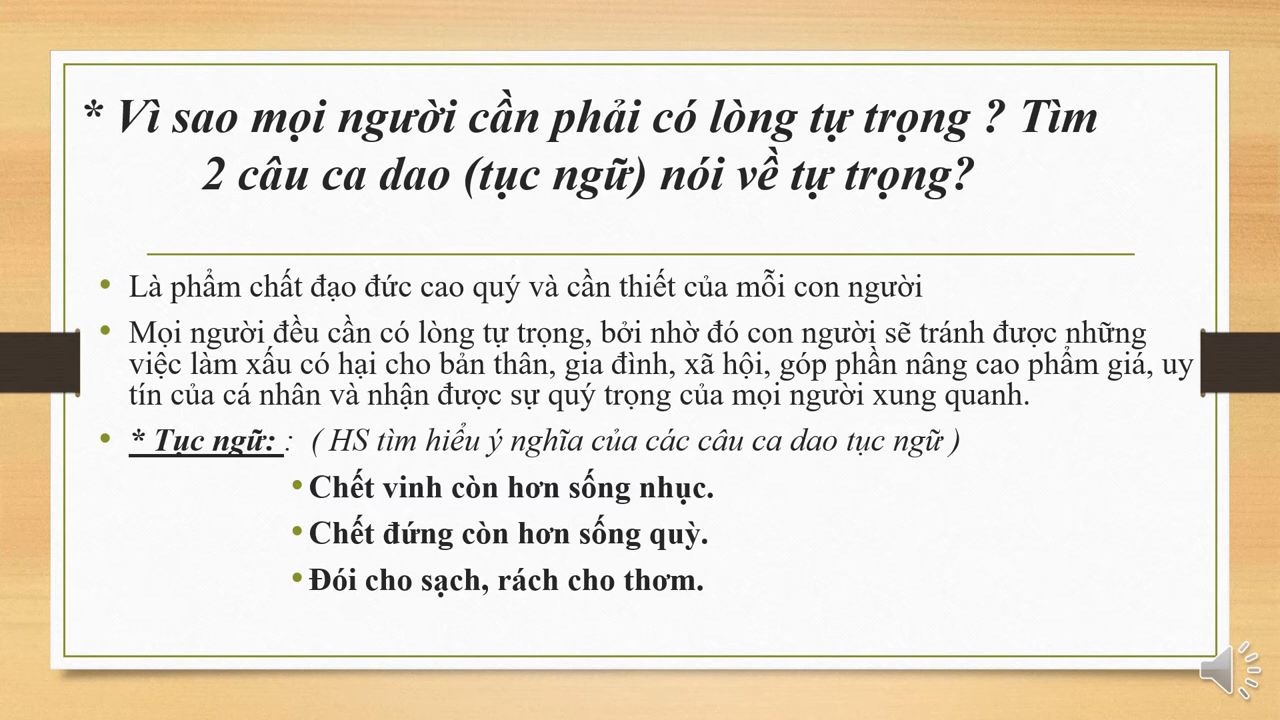 * Vì sao mọi người cần phải có lòng tự trọng ? Tìm
2 câu ca dao (tục ngữ) nói về tự trọng?
• Là phẩm chất đạo đức cao quý và cần thiết của mỗi con người
• Mọi người đều cần có lòng tự trọng, bởi nhờ đó con người sẽ tránh được những
việc làm xấu có hại cho bản thân, gia đình, xã hội, góp phần nâng cao phẩm giá, uy
tín của cá nhân và nhận được sự quý trọng của mọi người xung quanh.
• * Tục ngữ: : ( HS tìm hiểu ý nghĩa của các câu ca dao tục ngữ )
• Chết vinh còn hơn sống nhục.
• Chết đứng còn hơn sống quỳ.
• Đói cho sạch, rách cho thơm.